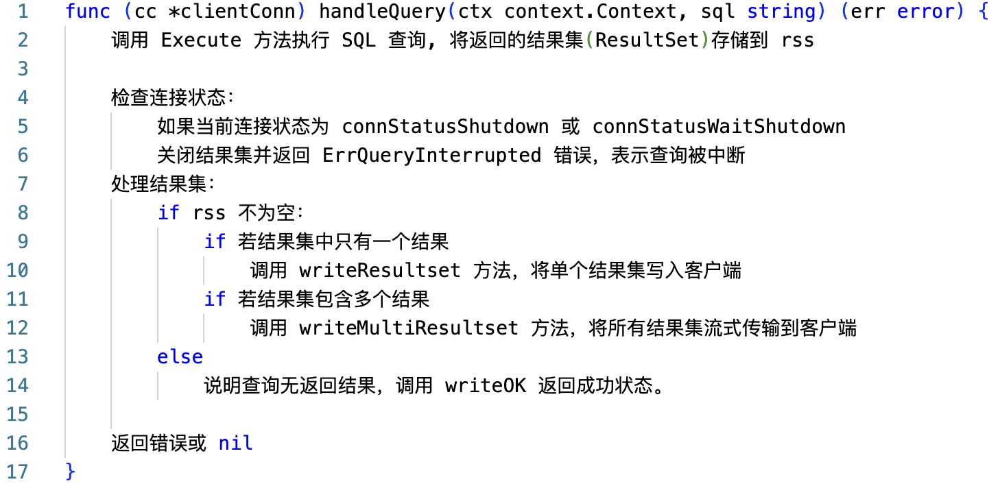 1 func (cc *clientConn) handleQuery(ctx context.Context, sql string) (err error) {
2 调用 Execute 方法执行 SQL 查询, 将返回的结果集(ResultSet)存储到 rss
3
4 检查连接状态:
5 如果当前连接状态为 connStatusShutdown 或 connStatusWaitShutdown
6 关闭结果集并返回 ErrQueryInterrupted 错误，表示查询被中断
7 处理结果集:
8 if rss 不为空:
9 if 若结果集中只有一个结果
10 调用 writeResultset 方法，将单个结果集写入客户端
11 if 若结果集包含多个结果
12 调用 writeMultiResultset 方法，将所有结果集流式传输到客户端
13 else
14 说明查询无返回结果，调用 writeOK 返回成功状态。
15
16 返回错误或 nil
17 }